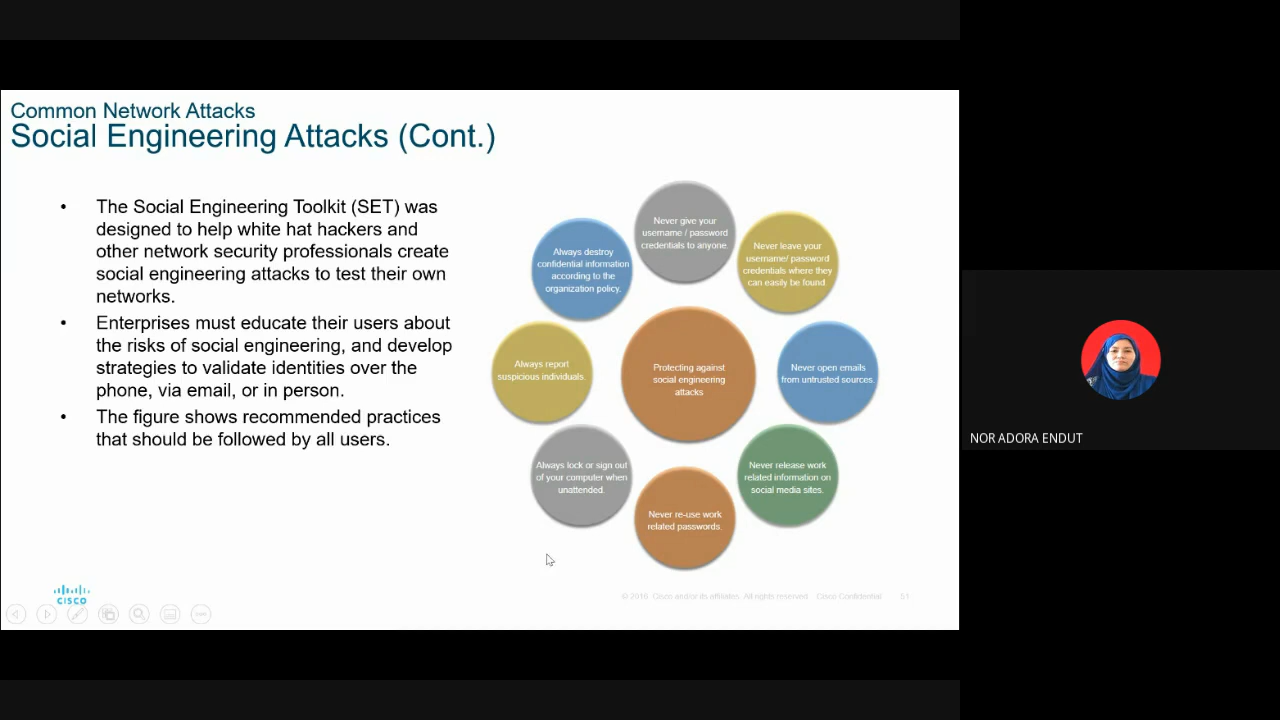 Common Network Attacks
Social Engineering Attacks (Cont.)
• The Social Engineering Toolkit (SET) was
designed to help white hat hackers and
other network security professionals create
social engineering attacks to test their own
networks.
• Enterprises must educate their users about
the risks of social engineering, and develop
strategies to validate identities over the
phone, via email, or in person.
• The figure shows recommended practices
that should be followed by all users.
Never give your
username / password
credentials to anyone.
Never leave your
username/ password
credentials where they
can easily be found
Never open emails
from untrusted sources.
Never release work
related information on
social media sites.
Never re-use work
related passwords.
Always lock or sign out
of your computer when
unattended.
Always report
suspicious individuals.
Always destroy
confidential information
according to the
organization policy.
Protecting against
social engineering
attacks
CISCO
© 2016 Cisco and/or its affiliates. All rights reserved. Cisco Confidential
51
NOR ADORA ENDUT